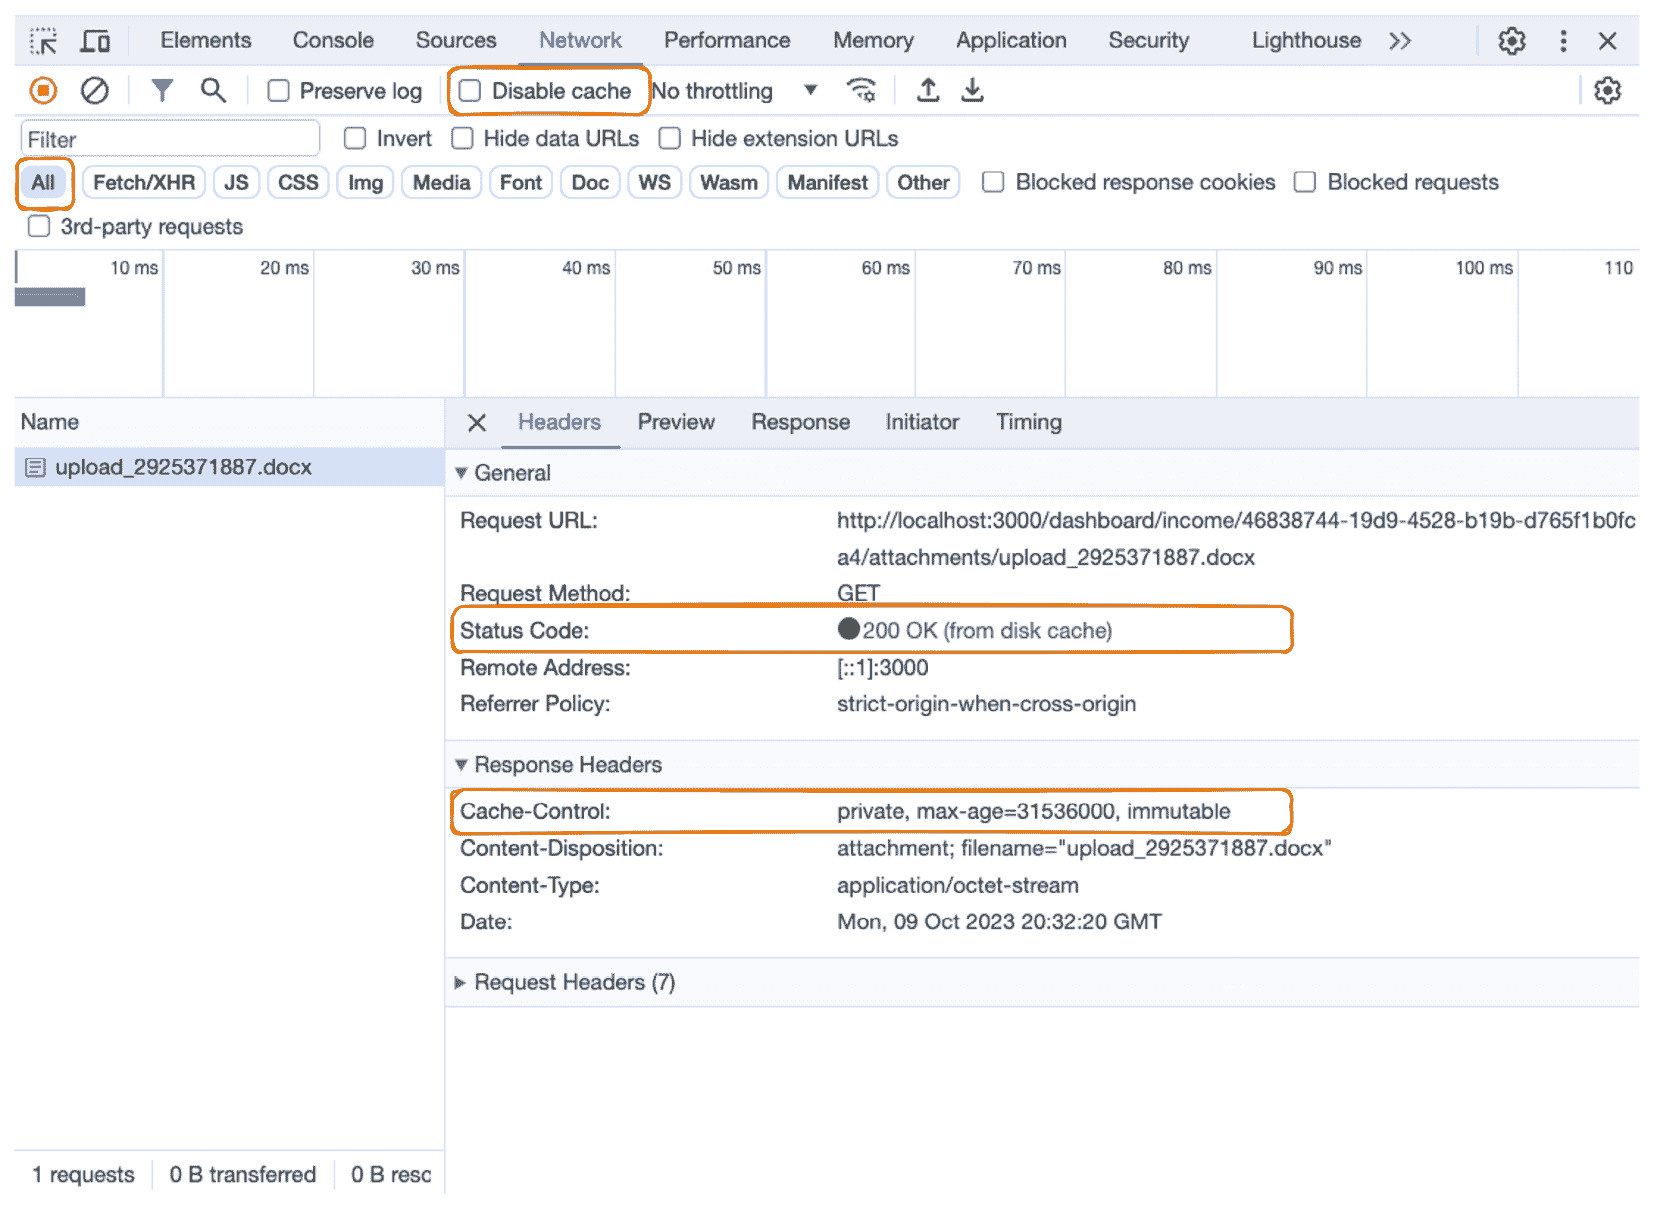 Elements Console Sources Network Performance Memory Application Security Lighthouse
Preserve log Disable cache No throttling
Filter Invert Hide data URLs Hide extension URLs
All Fetch/XHR JS CSS Img Media Font Doc WS Wasm Manifest Other Blocked response cookies Blocked requests
3rd-party requests
10 ms 20 ms 30 ms 40 ms 50 ms 60 ms 70 ms 80 ms 90 ms 100 ms 110
Name
upload_2925371887.docx
Headers Preview Response Initiator Timing
General
Request URL: http://localhost:3000/dashboard/income/46838744-19d9-4528-b19b-d765f1b0fc
a4/attachments/upload_2925371887.docx
Request Method: GET
Status Code: 200 OK (from disk cache)
Remote Address: [::1]:3000
Referrer Policy: strict-origin-when-cross-origin
Response Headers
Cache-Control: private, max-age=31536000, immutable
Content-Disposition: attachment; filename="upload_2925371887.docx"
Content-Type: application/octet-stream
Date: Mon, 09 Oct 2023 20:32:20 GMT
Request Headers (7)
1 requests 0 B transferred 0 B resc